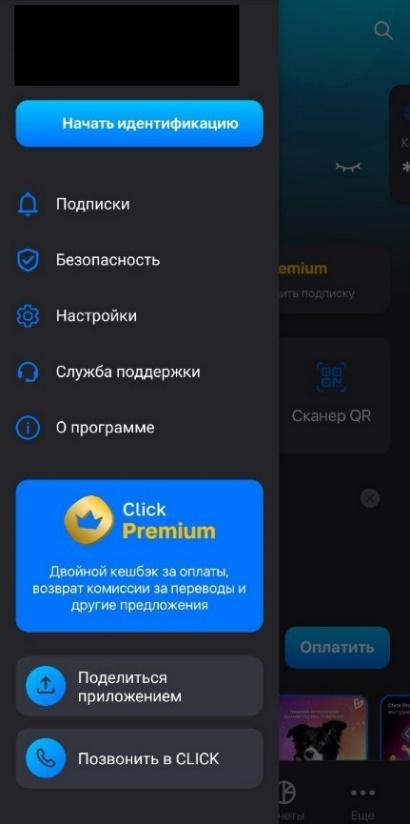 Начать идентификацию
Подписки
Безопасность
Настройки
Служба поддержки
О программе
Click
Premium
Двойной кешбэк за оплаты,
возврат комиссии за переводы и
другие предложения
Поделиться
приложением
Позвонить в CLICK
emium
ить подписку
Сканер QR
Оплатить
четы
Еще